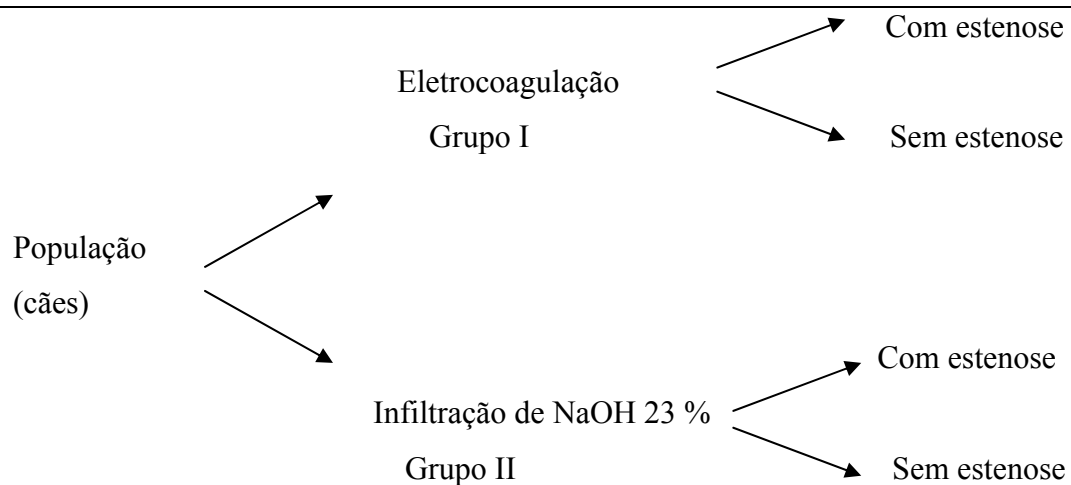 Com estenose
Eletrocoagulação
Grupo I
Sem estenose
População
(cães)
Com estenose
Infiltração de NaOH 23 %
Grupo II
Sem estenose